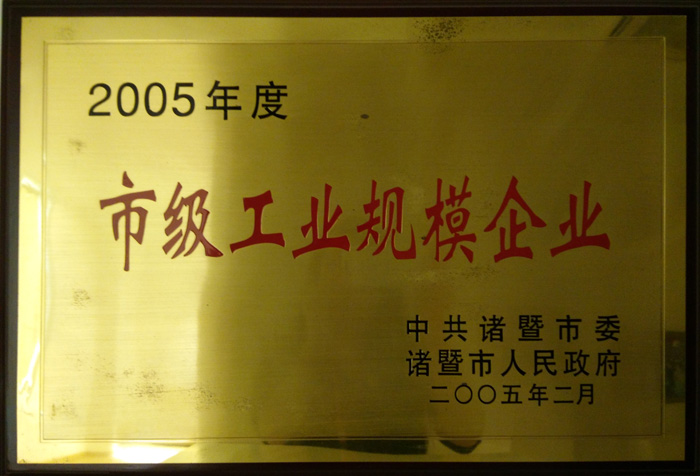 2005年度
市级工业规模企业
中共诸暨市委
诸暨市人民政府
二〇〇五年二月